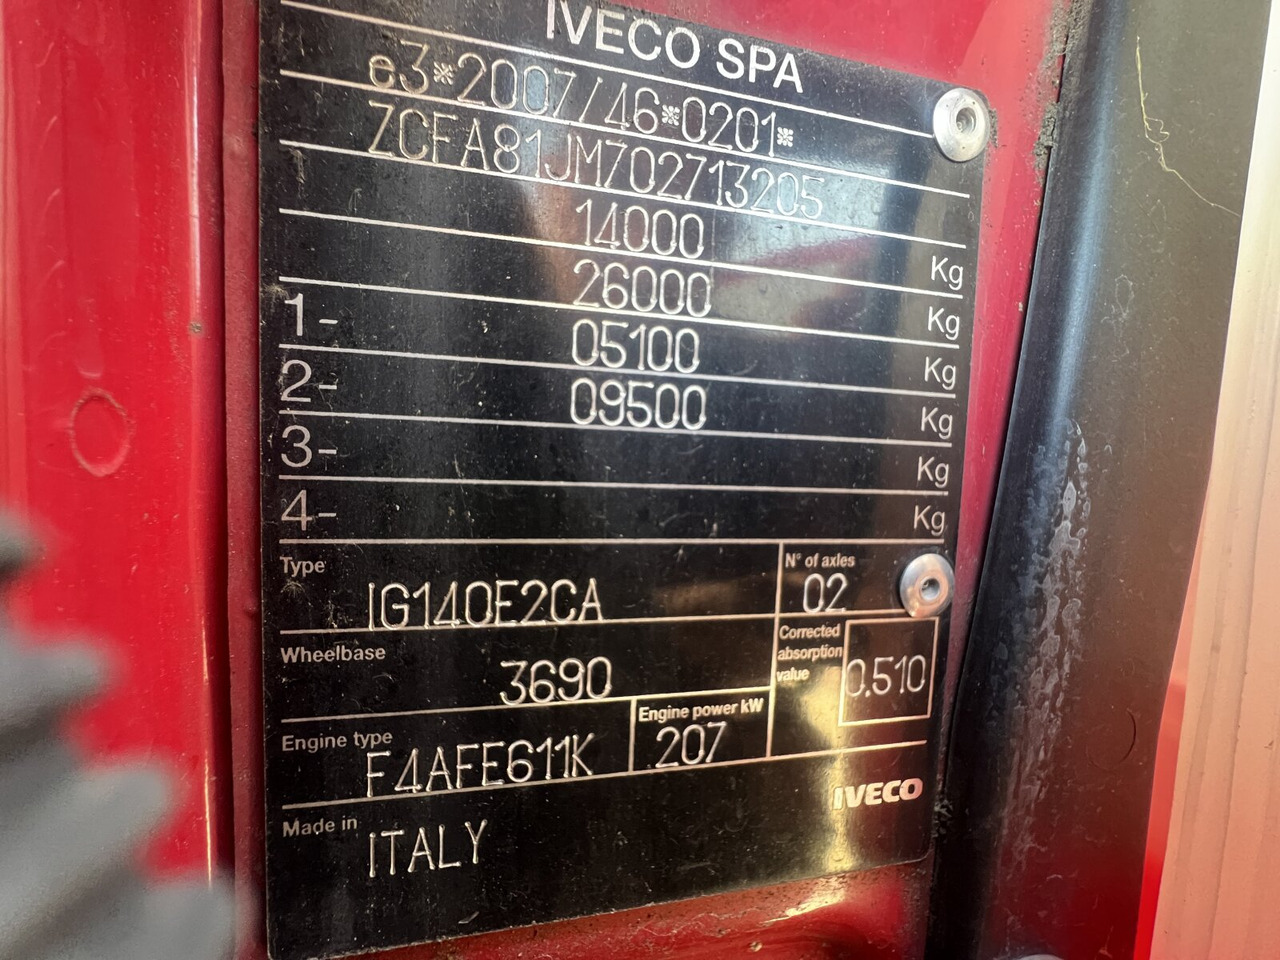 IVECO SPA
e3*2007/46*0201*
ZCFA81JM702713205
14000 Kg
26000 Kg
1- 05100 Kg
2- 09500 Kg
3- Kg
4- Kg
Type IG140E2CA N° of axles 02
Wheelbase 3690 Corrected absorption value 0.510
Engine type F4AFE611K Engine power kW 207
Made in ITALY IVECO